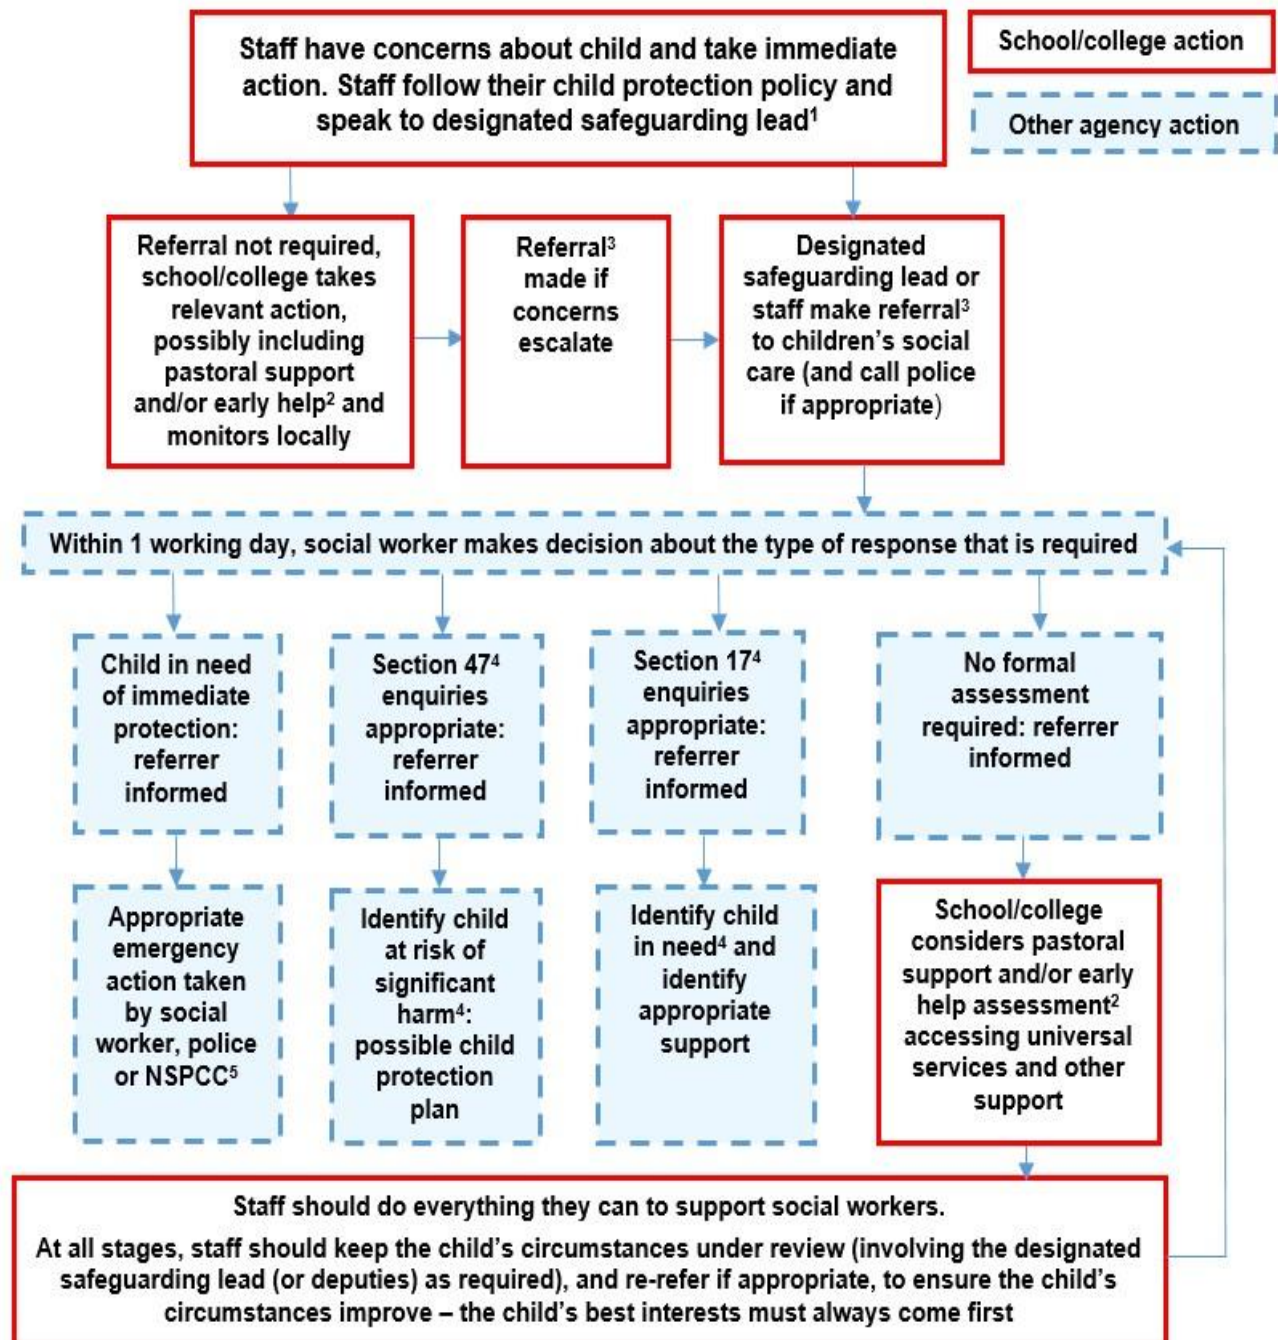 Staff have concerns about child and take immediate
action. Staff follow their child protection policy and
speak to designated safeguarding lead¹
School/college action
Other agency action
Referral not required,
school/college takes
relevant action,
possibly including
pastoral support
and/or early help² and
monitors locally
Referral³
made if
concerns
escalate
Designated
safeguarding lead or
staff make referral³
to children's social
care (and call police
if appropriate)
Within 1 working day, social worker makes decision about the type of response that is required
Child in need
of immediate
protection:
referrer
informed
Section 47⁴
enquiries
appropriate:
referrer
informed
Section 17⁴
enquiries
appropriate:
referrer
informed
No formal
assessment
required: referrer
informed
Appropriate
emergency
action taken
by social
worker, police
or NSPCC⁵
Identify child
at risk of
significant
harm⁴:
possible child
protection
plan
Identify child
in need⁴ and
identify
appropriate
support
School/college
considers pastoral
support and/or early
help assessment²
accessing universal
services and other
support
Staff should do everything they can to support social workers.
At all stages, staff should keep the child's circumstances under review (involving the designated
safeguarding lead (or deputies) as required), and re-refer if appropriate, to ensure the child's
circumstances improve – the child's best interests must always come first